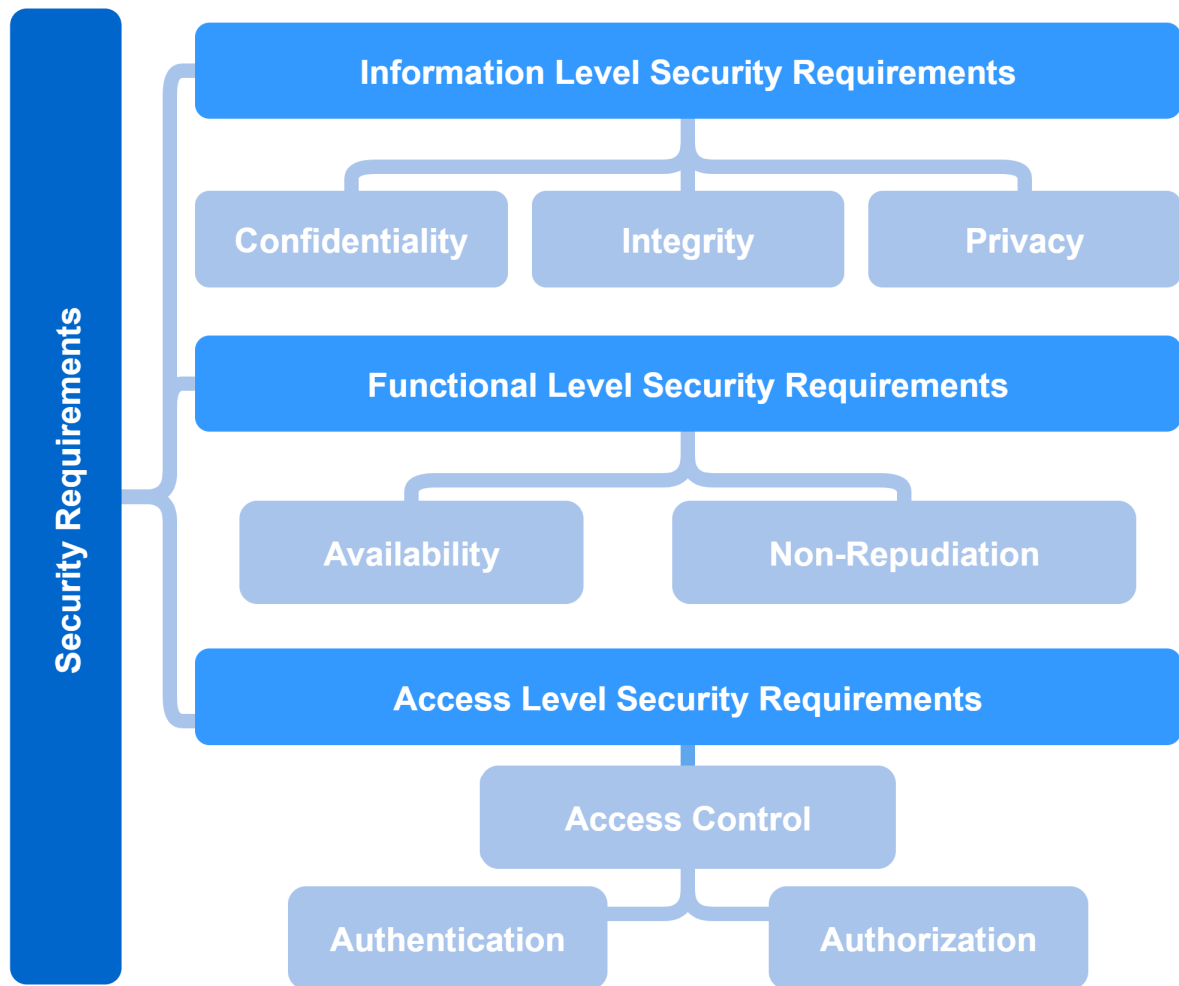 Security Requirements
Information Level Security Requirements
Confidentiality
Integrity
Privacy
Functional Level Security Requirements
Availability
Non-Repudiation
Access Level Security Requirements
Access Control
Authentication
Authorization